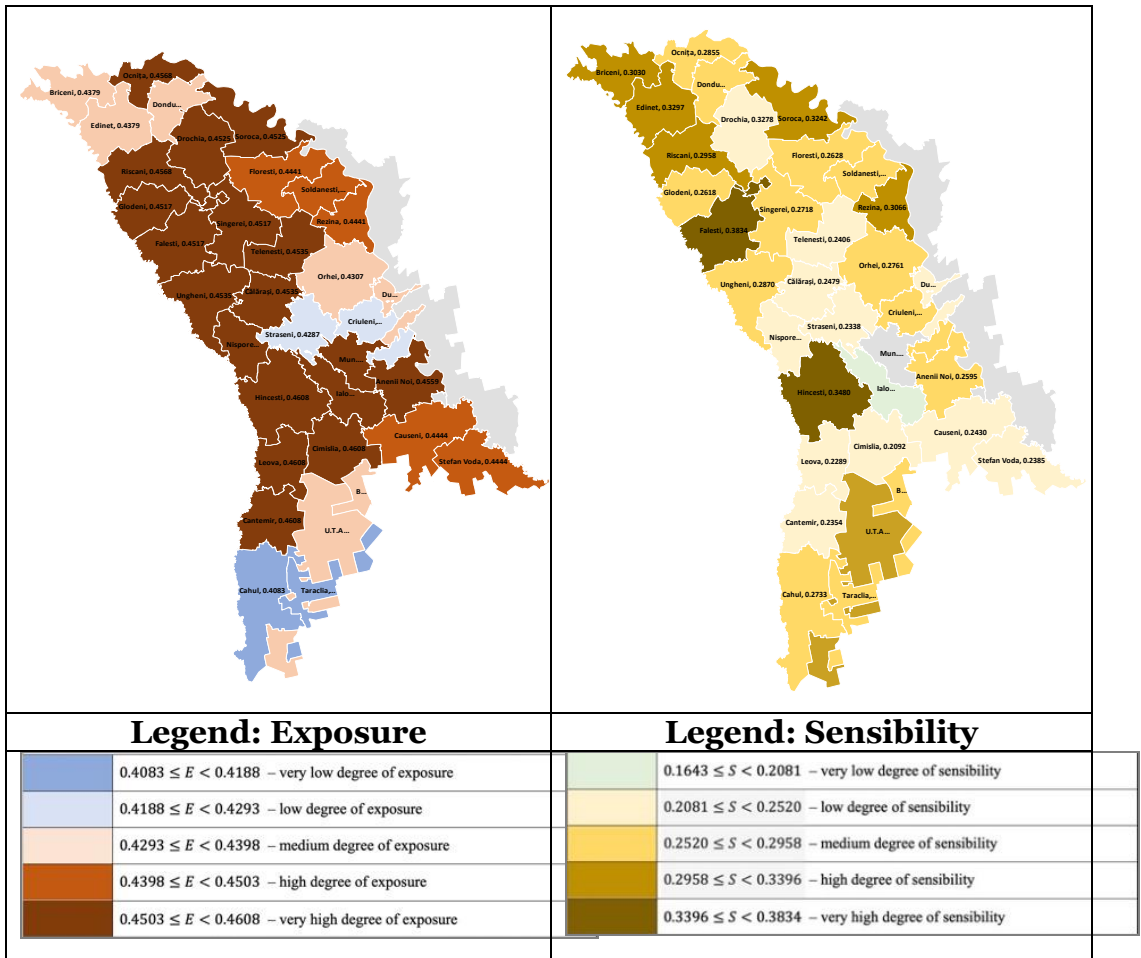 Ocnița, 0.4568
Briceni, 0.4379
Dondu...
Edinet, 0.4379
Drochia, 0.4525
Soroca, 0.4525
Riscani, 0.4568
Floresti, 0.4441
Soldanesti,...
Glodeni, 0.4517
Singerei, 0.4517
Rezina, 0.4441
Falesti, 0.4517
Telenesti, 0.4535
Orhei, 0.4307
Ungheni, 0.4535
Călărași, 0.4535
Du...
Criuleni,...
Straseni, 0.4287
Nispore...
Mun....
Anenii Noi, 0.4559
Ialo...
Hincesti, 0.4608
Causeni, 0.4444
Cimislia, 0.4608
Leova, 0.4608
Stefan Voda, 0.4444
B...
Cantemir, 0.4608
U.T.A...
Cahul, 0.4083
Taraclia,...
Ocnița, 0.2855
Briceni, 0.3030
Dondu...
Edinet, 0.3297
Drochia, 0.3278
Soroca, 0.3242
Riscani, 0.2958
Floresti, 0.2628
Soldanesti,...
Glodeni, 0.2618
Singerei, 0.2718
Rezina, 0.3066
Falesti, 0.3834
Telenesti, 0.2406
Orhei, 0.2761
Ungheni, 0.2870
Călărași, 0.2479
Du...
Criuleni,...
Straseni, 0.2338
Nispore...
Mun....
Anenii Noi, 0.2595
Ialo...
Hincesti, 0.3480
Causeni, 0.2430
Cimislia, 0.2092
Leova, 0.2289
Stefan Voda, 0.2385
B...
Cantemir, 0.2354
U.T.A...
Cahul, 0.2733
Taraclia,...
Legend: Exposure
0.4083 ≤ E < 0.4188 – very low degree of exposure
0.4188 ≤ E < 0.4293 – low degree of exposure
0.4293 ≤ E < 0.4398 – medium degree of exposure
0.4398 ≤ E < 0.4503 – high degree of exposure
0.4503 ≤ E < 0.4608 – very high degree of exposure
Legend: Sensibility
0.1643 ≤ S < 0.2081 – very low degree of sensibility
0.2081 ≤ S < 0.2520 – low degree of sensibility
0.2520 ≤ S < 0.2958 – medium degree of sensibility
0.2958 ≤ S < 0.3396 – high degree of sensibility
0.3396 ≤ S < 0.3834 – very high degree of sensibility